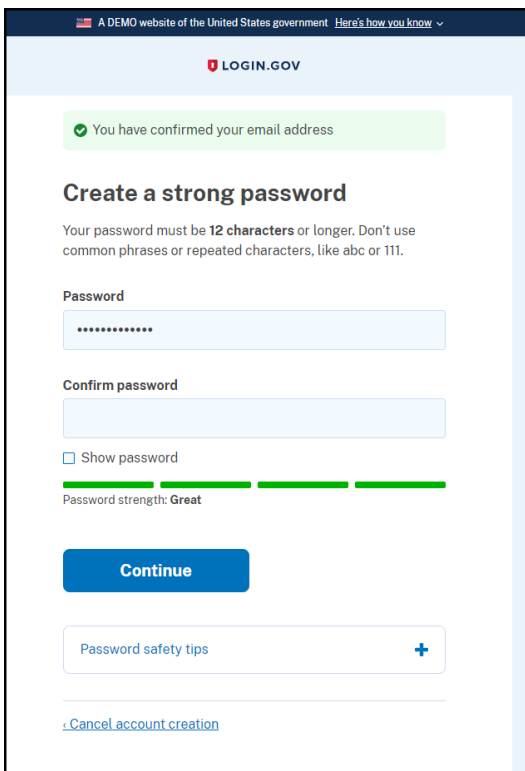 A DEMO website of the United States government Here's how you know
LOGIN.GOV
You have confirmed your email address
Create a strong password
Your password must be 12 characters or longer. Don’t use
common phrases or repeated characters, like abc or 111.
Password
•••••••••••••
Confirm password
Show password
Password strength: Great
Continue
Password safety tips
‹ Cancel account creation